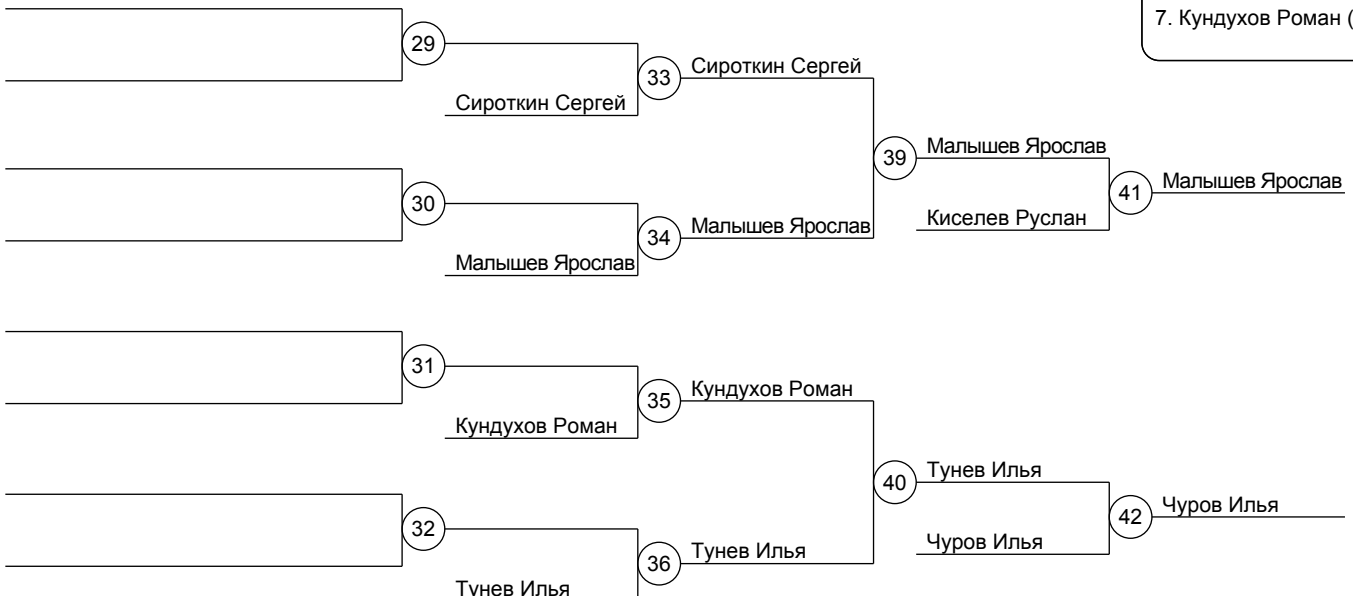 7. Кундухов Роман (
29
33
Сироткин Сергей
Сироткин Сергей
39
Малышев Ярослав
41
Малышев Ярослав
30
Киселев Руслан
34
Малышев Ярослав
Малышев Ярослав
31
35
Кундухов Роман
Кундухов Роман
40
Тунев Илья
42
Чуров Илья
32
Чуров Илья
36
Тунев Илья
Тунев Илья